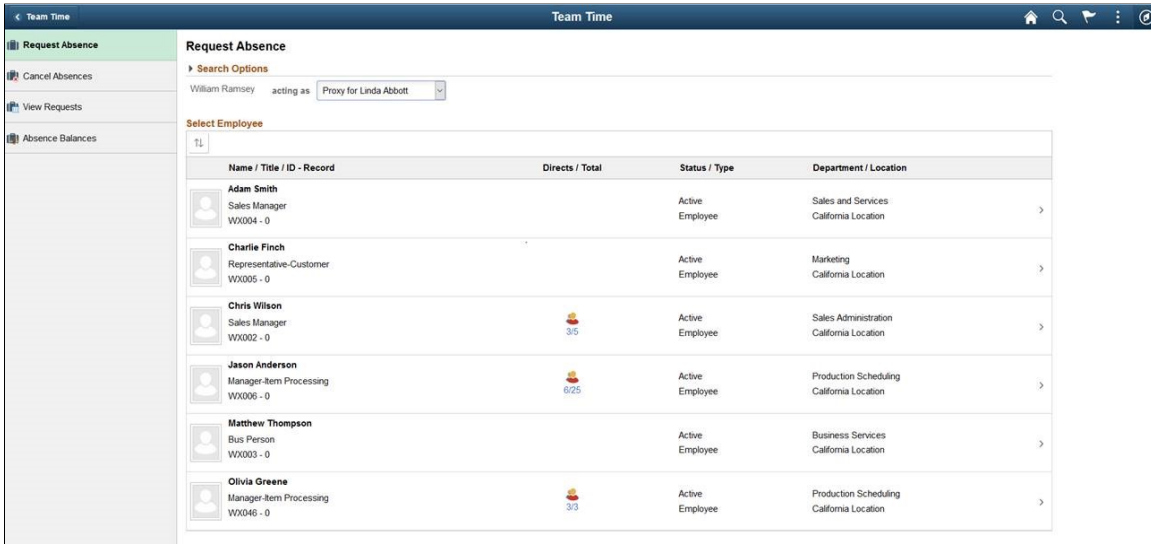 Team Time
Team Time
Request Absence
Cancel Absences
View Requests
Absence Balances
Request Absence
Search Options
William Ramsey acting as Proxy for Linda Abbott
Select Employee
Name / Title / ID - Record Directs / Total Status / Type Department / Location
Adam Smith
Sales Manager
WX004 - 0
Active
Employee
Sales and Services
California Location
Charlie Finch
Representative-Customer
WX005 - 0
Active
Employee
Marketing
California Location
Chris Wilson
Sales Manager
WX002 - 0
3/5
Active
Employee
Sales Administration
California Location
Jason Anderson
Manager-Item Processing
WX006 - 0
6/25
Active
Employee
Production Scheduling
California Location
Matthew Thompson
Bus Person
WX003 - 0
Active
Employee
Business Services
California Location
Olivia Greene
Manager-Item Processing
WX046 - 0
3/3
Active
Employee
Production Scheduling
California Location